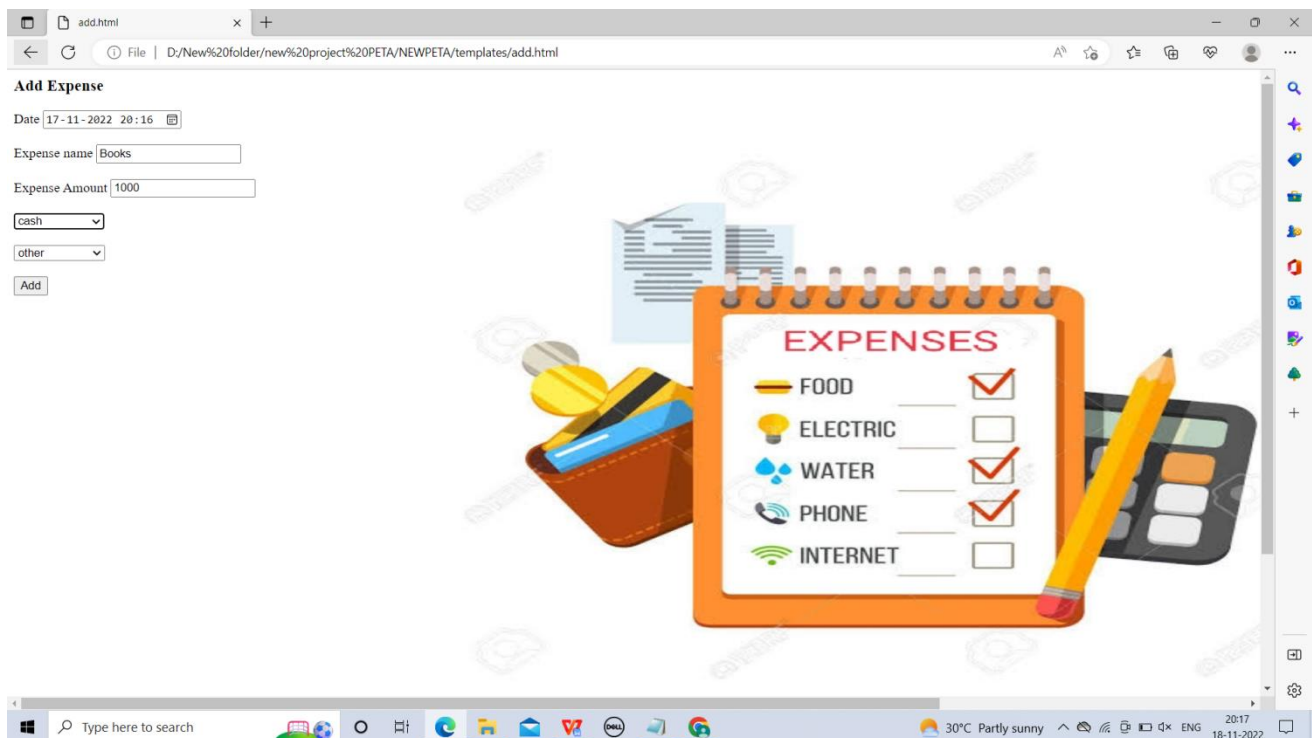 add.html
File | D:/New%20folder/new%20project%20PETA/NEWPETA/templates/add.html
Add Expense
Date 17-11-2022 20:16
Expense name Books
Expense Amount 1000
cash
other
Add
EXPENSES
FOOD
ELECTRIC
WATER
PHONE
INTERNET
Type here to search
DELL
30°C Partly sunny
ENG
20:17
18-11-2022